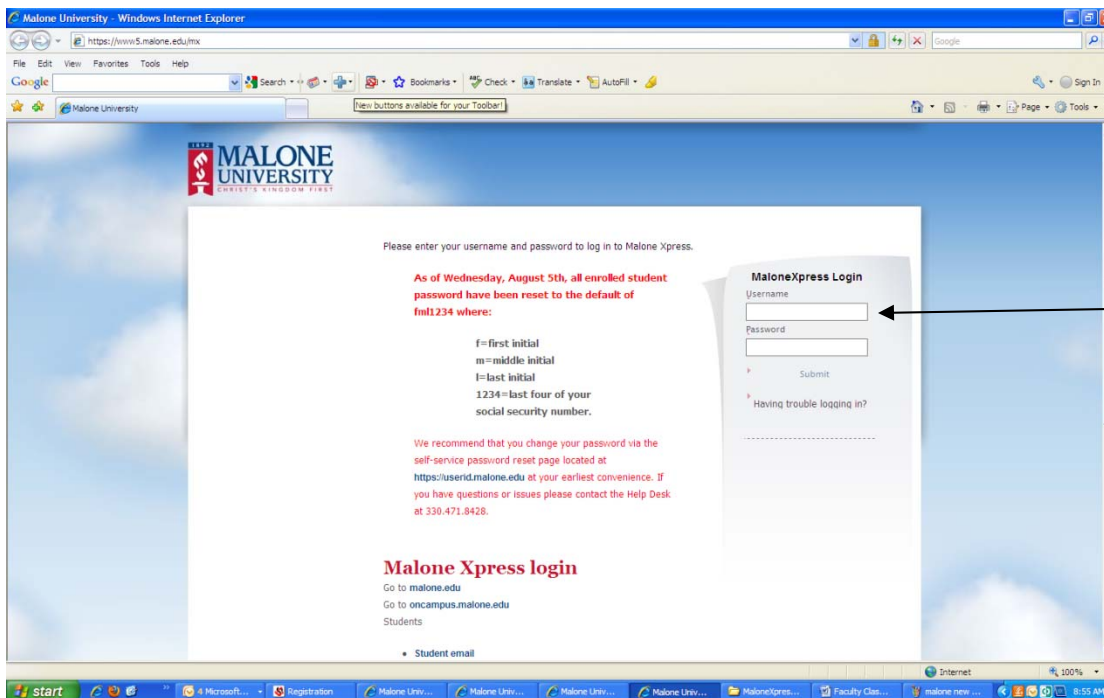 Malone University - Windows Internet Explorer
https://www5.malone.edu/mx
Google
File Edit View Favorites Tools Help
Google
Search
Bookmarks
Check
Translate
AutoFill
Sign In
Malone University
New buttons available for your Toolbar!
Page
Tools
1892
MALONE
UNIVERSITY
CHRIST'S KINGDOM FIRST
Please enter your username and password to log in to Malone Xpress.
As of Wednesday, August 5th, all enrolled student
password have been reset to the default of
fml1234 where:
f=first initial
m=middle initial
l=last initial
1234=last four of your
social security number.
We recommend that you change your password via the
self-service password reset page located at
https://userid.malone.edu at your earliest convenience. If
you have questions or issues please contact the Help Desk
at 330.471.8428.
MaloneXpress Login
Username
Password
Submit
Having trouble logging in?
Malone Xpress login
Go to malone.edu
Go to oncampus.malone.edu
Students
• Student email
Internet
100%
start
4 Microsoft...
Registration
Malone Univ...
Malone Univ...
Malone Univ...
Malone Univ...
MaloneXpres...
Faculty Clas...
malone new ...
8:55 AM